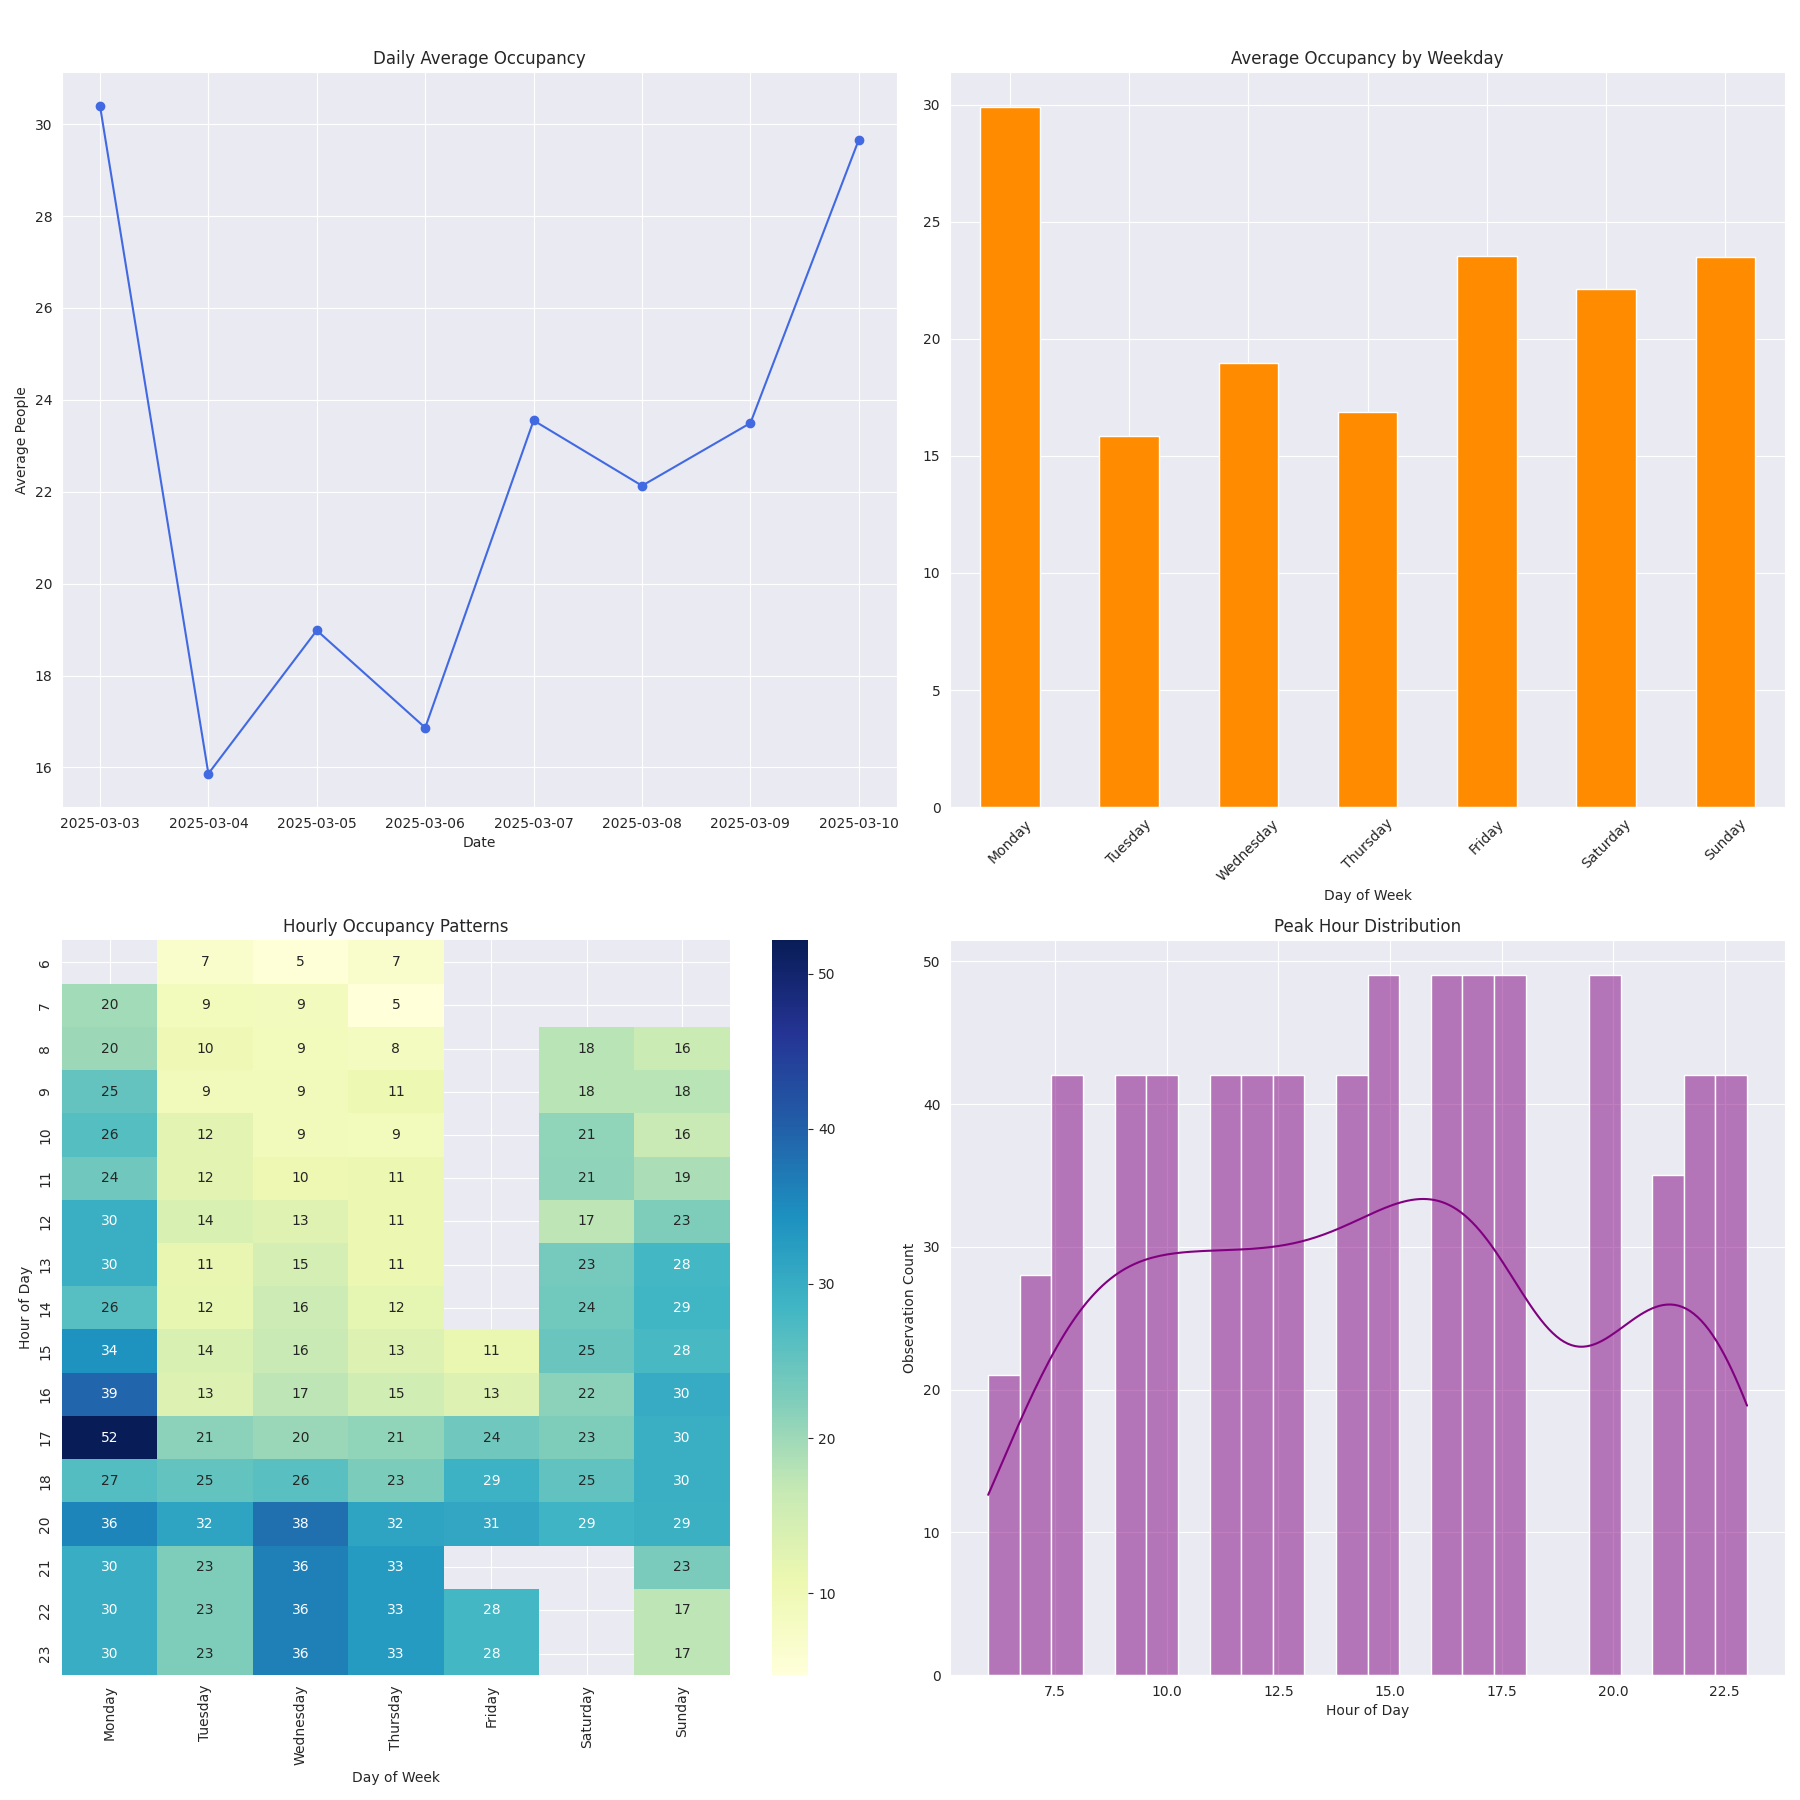 Daily Average Occupancy
Average People
30
28
26
24
22
20
18
16
2025-03-03 2025-03-04 2025-03-05 2025-03-06 2025-03-07 2025-03-08 2025-03-09 2025-03-10
Date
Average Occupancy by Weekday
30
25
20
15
10
5
0
Monday Tuesday Wednesday Thursday Friday Saturday Sunday
Day of Week
Hourly Occupancy Patterns
Hour of Day
6 7 5 7
7 20 9 9 5
8 20 10 9 8 18 16
9 25 9 9 11 18 18
10 26 12 9 9 21 16
11 24 12 10 11 21 19
12 30 14 13 11 17 23
13 30 11 15 11 23 28
14 26 12 16 12 24 29
15 34 14 16 13 11 25 28
16 39 13 17 15 13 22 30
17 52 21 20 21 24 23 30
18 27 25 26 23 29 25 30
20 36 32 38 32 31 29 29
21 30 23 36 33 23
22 30 23 36 33 28 17
23 30 23 36 33 28 17
Monday Tuesday Wednesday Thursday Friday Saturday Sunday
Day of Week
50
40
30
20
10
Peak Hour Distribution
Observation Count
50
40
30
20
10
0
7.5 10.0 12.5 15.0 17.5 20.0 22.5
Hour of Day